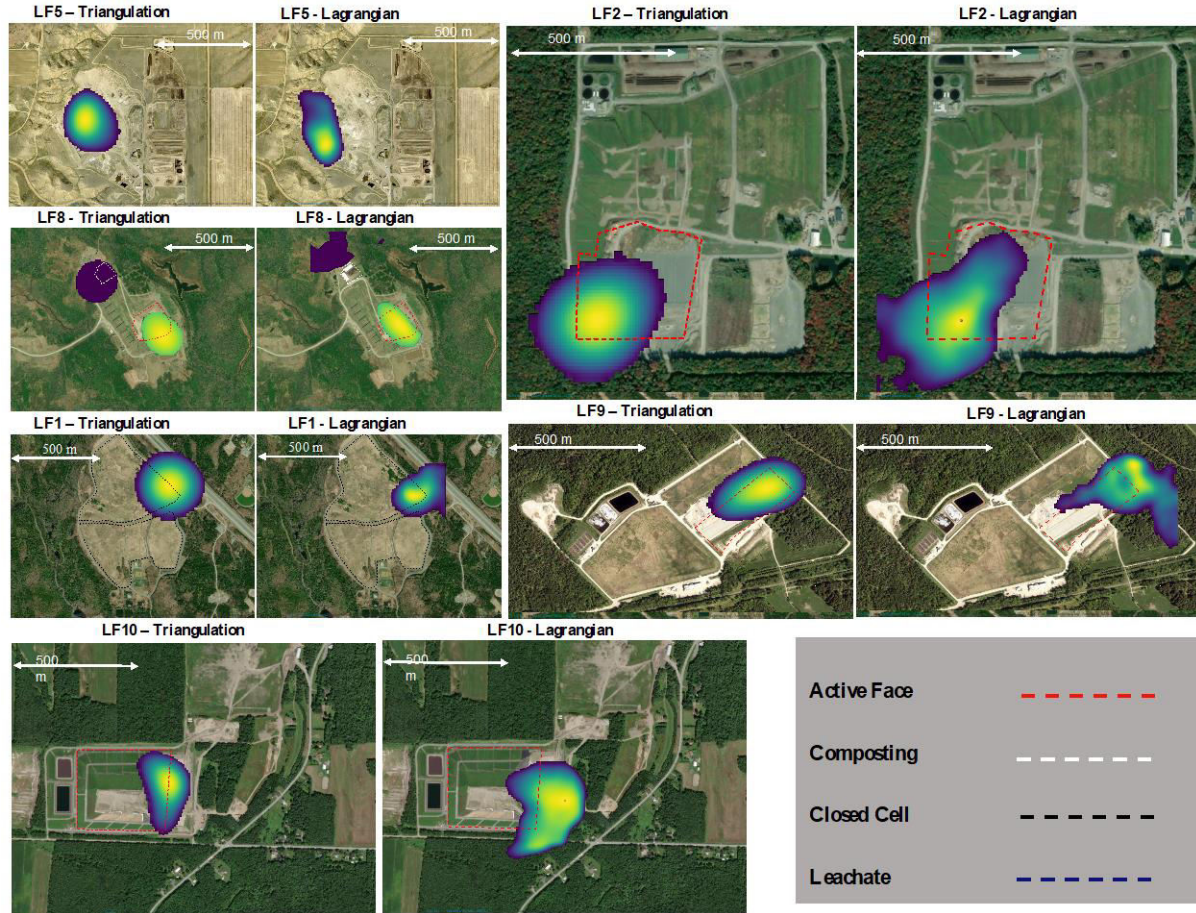 LF5 – Triangulation
LF5 - Lagrangian
LF2 – Triangulation
LF2 - Lagrangian
500 m
500 m
500 m
500 m
LF8 - Triangulation
LF8 - Lagrangian
500 m
500 m
LF1 – Triangulation
LF1 - Lagrangian
LF9 – Triangulation
LF9 - Lagrangian
500 m
500 m
500 m
500 m
LF10 – Triangulation
LF10 - Lagrangian
500
m
500
m
Active Face
Composting
Closed Cell
Leachate